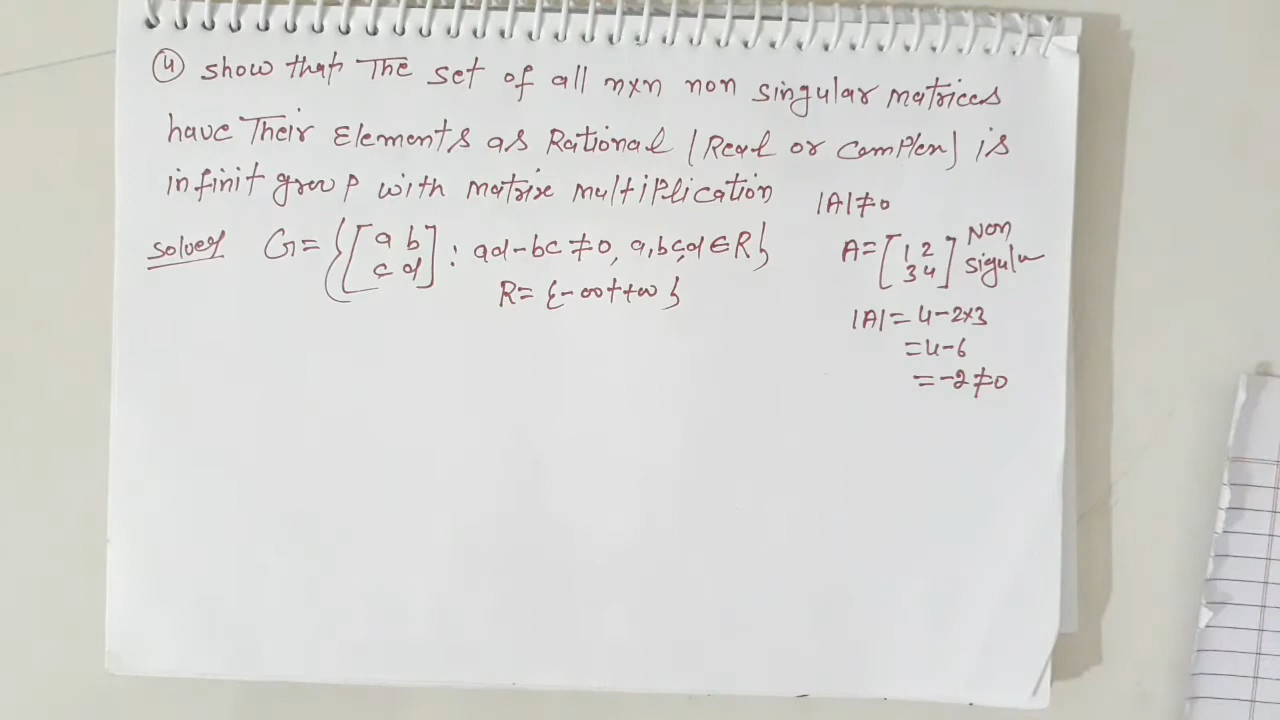 ④ show that The set of all nxn non singular matrices
have Their Elements as Rational (Real or complex) is
infinit group with matrix multiplication
|A|≠0
solve G={[a b c d]: ad-bc≠0, a,b,c,d∈R}
A=[1 2 3 4] Non
R={-∞ to +∞}
|A|=4-2×3
=4-6
=-2≠0